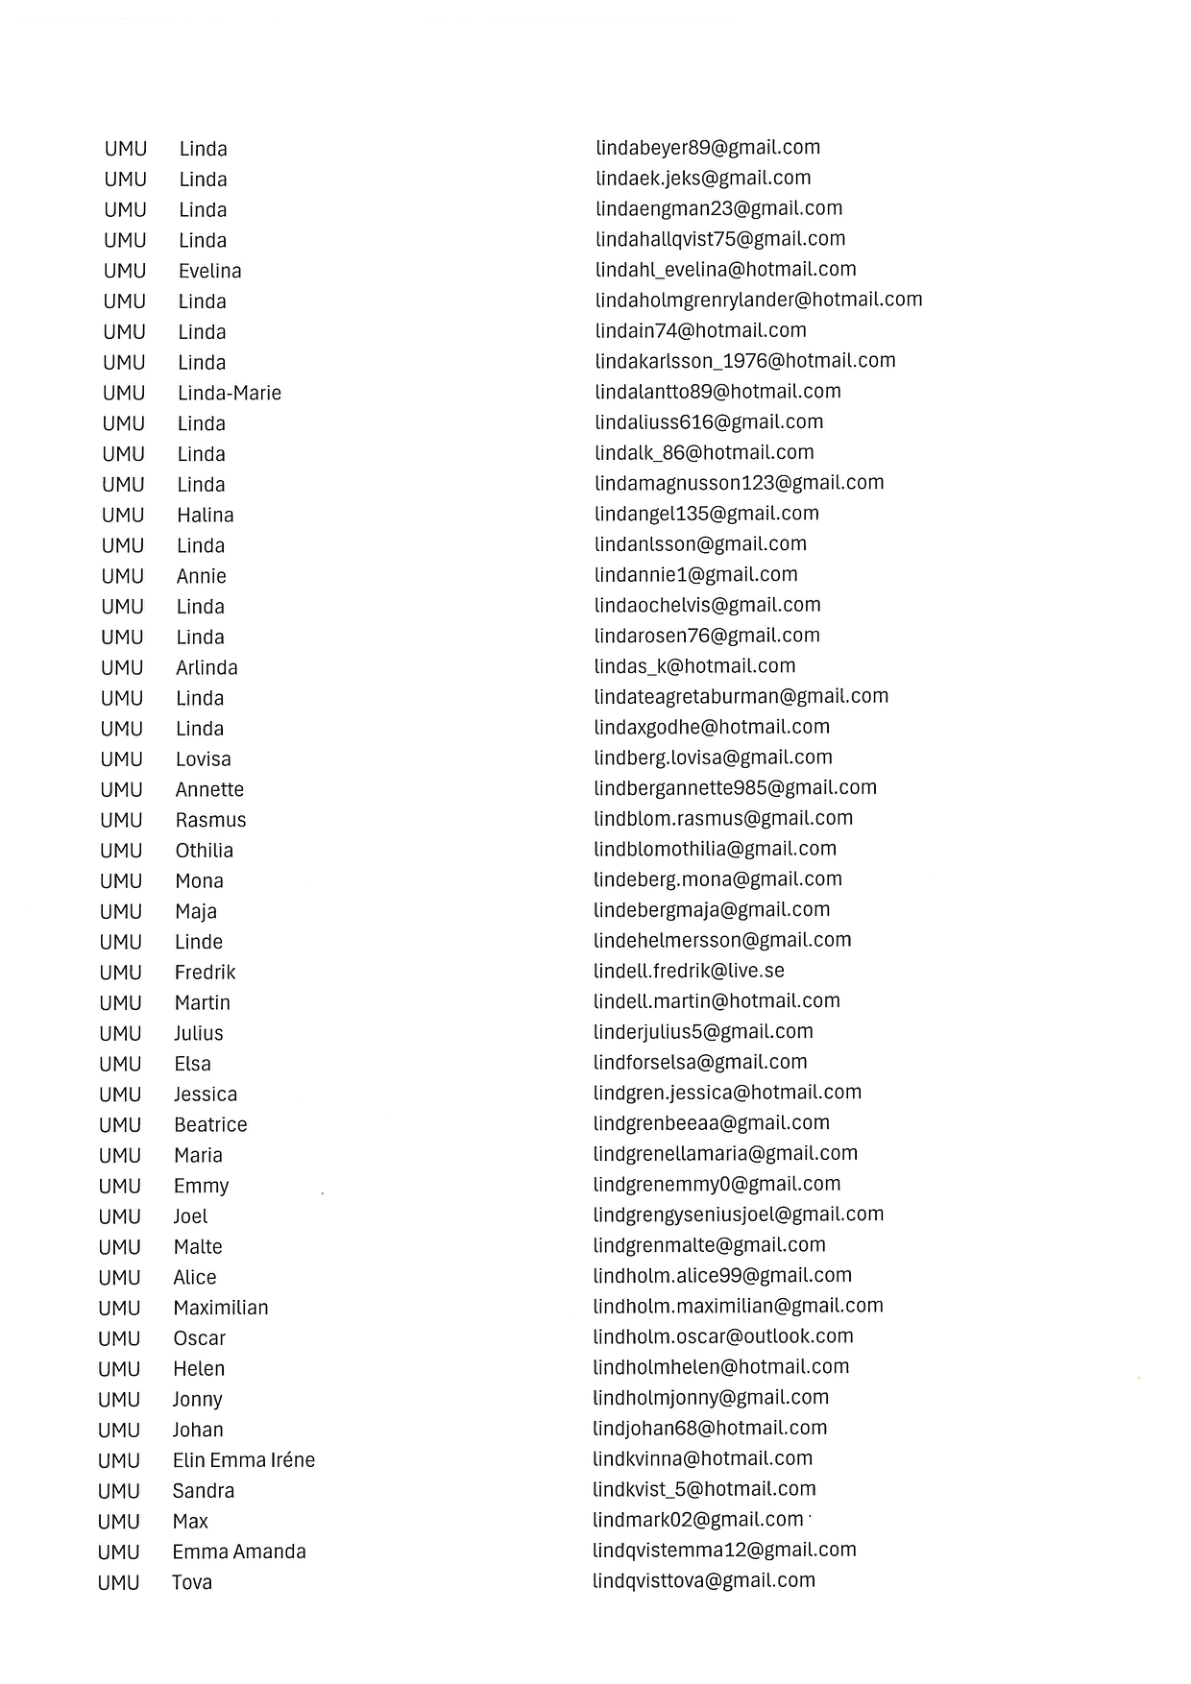 UMU Linda lindabeyer89@gmail.com
UMU Linda lindaek.jeks@gmail.com
UMU Linda lindaengman23@gmail.com
UMU Linda lindahallqvist75@gmail.com
UMU Evelina lindahl_evelina@hotmail.com
UMU Linda lindaholmgrenrylander@hotmail.com
UMU Linda lindain74@hotmail.com
UMU Linda lindakarlsson_1976@hotmail.com
UMU Linda-Marie lindalantto89@hotmail.com
UMU Linda lindaliuss616@gmail.com
UMU Linda lindalk_86@hotmail.com
UMU Linda lindamagnusson123@gmail.com
UMU Halina lindangel135@gmail.com
UMU Linda lindanlsson@gmail.com
UMU Annie lindannie1@gmail.com
UMU Linda lindaochelvis@gmail.com
UMU Linda lindarosen76@gmail.com
UMU Arlinda lindas_k@hotmail.com
UMU Linda lindateagretaburman@gmail.com
UMU Linda lindaxgodhe@hotmail.com
UMU Lovisa lindberg.lovisa@gmail.com
UMU Annette lindbergannette985@gmail.com
UMU Rasmus lindblom.rasmus@gmail.com
UMU Othilia lindblomothilia@gmail.com
UMU Mona lindeberg.mona@gmail.com
UMU Maja lindebergmaja@gmail.com
UMU Linde lindehelmersson@gmail.com
UMU Fredrik lindell.fredrik@live.se
UMU Martin lindell.martin@hotmail.com
UMU Julius linderjulius5@gmail.com
UMU Elsa lindforselsa@gmail.com
UMU Jessica lindgren.jessica@hotmail.com
UMU Beatrice lindgrenbeeaa@gmail.com
UMU Maria lindgrenellamaria@gmail.com
UMU Emmy lindgrenemmy0@gmail.com
UMU Joel lindgrengyseniusjoel@gmail.com
UMU Malte lindgrenmalte@gmail.com
UMU Alice lindholm.alice99@gmail.com
UMU Maximilian lindholm.maximilian@gmail.com
UMU Oscar lindholm.oscar@outlook.com
UMU Helen lindholmhelen@hotmail.com
UMU Jonny lindholmjonny@gmail.com
UMU Johan lindjohan68@hotmail.com
UMU Elin Emma Iréne lindkvinna@hotmail.com
UMU Sandra lindkvist_5@hotmail.com
UMU Max lindmark02@gmail.com
UMU Emma Amanda lindqvistemma12@gmail.com
UMU Tova lindqvisttova@gmail.com